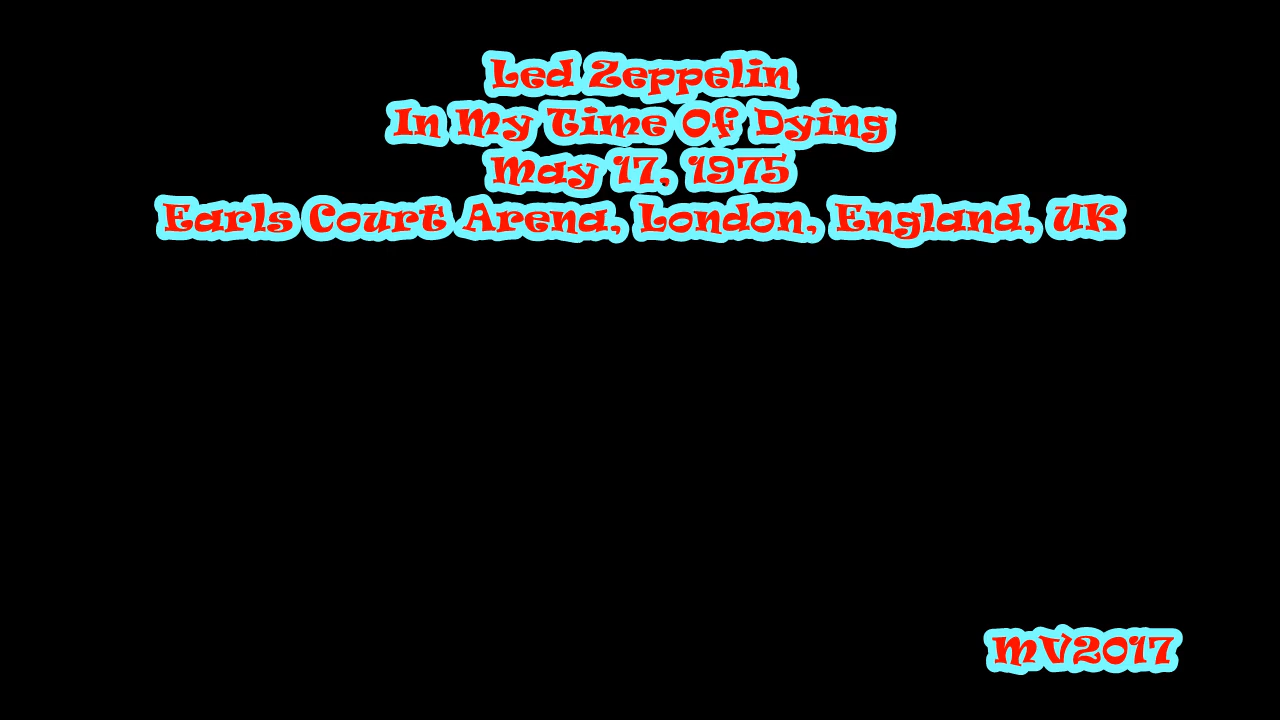 Led Zeppelin
In My Time Of Dying
May 17, 1975
Earls Court Arena, London, England, UK
MV2017